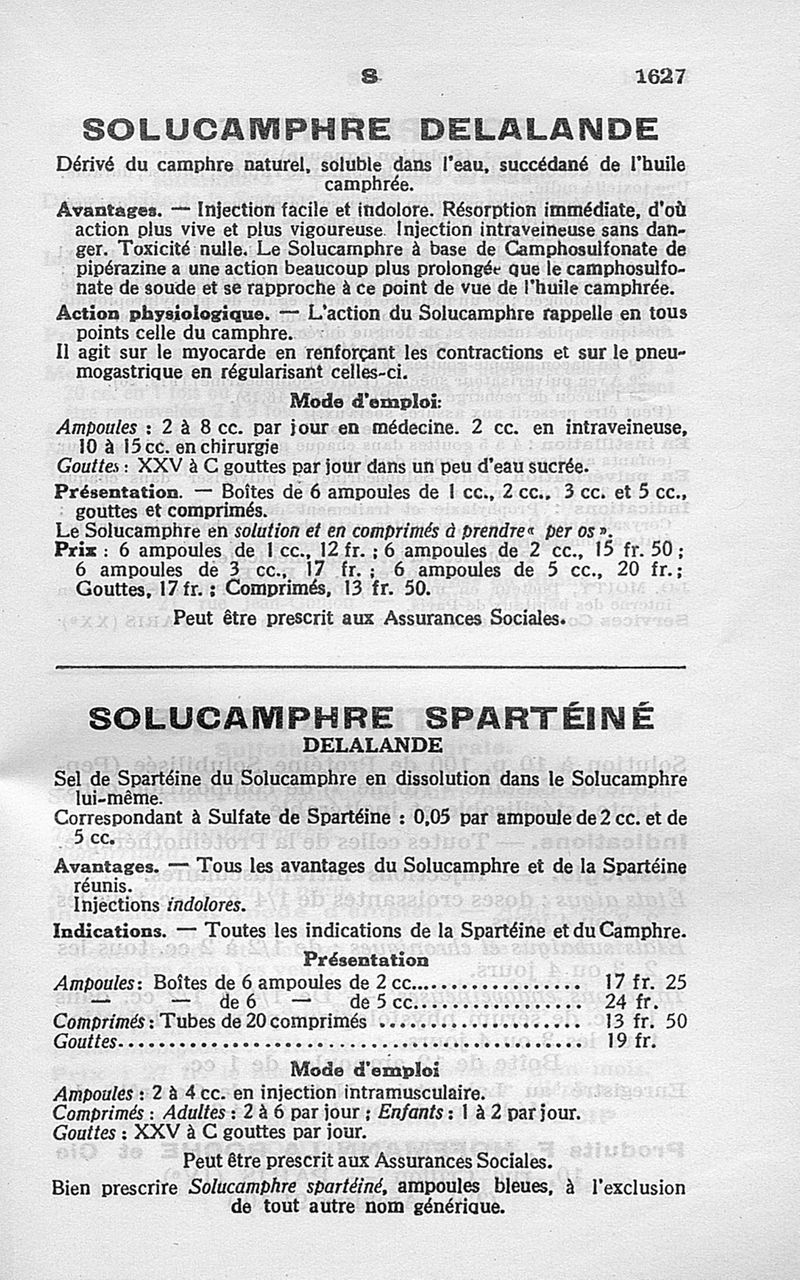 S 1627
SOLUCAMPHRE DELALANDE
Dérivé du camphre naturel, soluble dans l'eau, succédané de l'huile
camphrée.
Avantages. — Injection facile et indolore. Résorption immédiate, d'où
action plus vive et plus vigoureuse. Injection intraveineuse sans dan-
ger. Toxicité nulle. Le Solucamphre à base de Camphosulfonate de
pipérazine a une action beaucoup plus prolongée que le camphosulfo-
nate de soude et se rapproche à ce point de vue de l'huile camphrée.
Action physiologique. — L'action du Solucamphre rappelle en tous
points celle du camphre.
Il agit sur le myocarde en renforçant les contractions et sur le pneu-
mogastrique en régularisant celles-ci.
Mode d'emploi:
Ampoules : 2 à 8 cc. par jour en médecine. 2 cc. en intraveineuse,
10 à 15 cc. en chirurgie
Gouttes : XXV à C gouttes par jour dans un peu d'eau sucrée.
Présentation. — Boîtes de 6 ampoules de 1 cc., 2 cc., 3 cc. et 5 cc.,
gouttes et comprimés.
Le Solucamphre en solution et en comprimés à prendre « per os ».
Prix : 6 ampoules de 1 cc., 12 fr. ; 6 ampoules de 2 cc., 15 fr. 50 ;
6 ampoules de 3 cc., 17 fr. ; 6 ampoules de 5 cc., 20 fr. ;
Gouttes, 17 fr. ; Comprimés, 13 fr. 50.
Peut être prescrit aux Assurances Sociales.
SOLUCAMPHRE SPARTÉINÉ
DELALANDE
Sel de Spartéine du Solucamphre en dissolution dans le Solucamphre
lui-même.
Correspondant à Sulfate de Spartéine : 0,05 par ampoule de 2 cc. et de
5 cc.
Avantages. — Tous les avantages du Solucamphre et de la Spartéine
réunis.
Injections indolores.
Indications. — Toutes les indications de la Spartéine et du Camphre.
Présentation
Ampoules : Boîtes de 6 ampoules de 2 cc.................. 17 fr. 25
— — de 6 — de 5 cc.................. 24 fr.
Comprimés : Tubes de 20 comprimés .................... 13 fr. 50
Gouttes................................................ 19 fr.
Mode d'emploi
Ampoules : 2 à 4 cc. en injection intramusculaire.
Comprimés : Adultes : 2 à 6 par jour ; Enfants : 1 à 2 par jour.
Gouttes : XXV à C gouttes par jour.
Peut être prescrit aux Assurances Sociales.
Bien prescrire Solucamphre spartéiné, ampoules bleues, à l'exclusion
de tout autre nom générique.